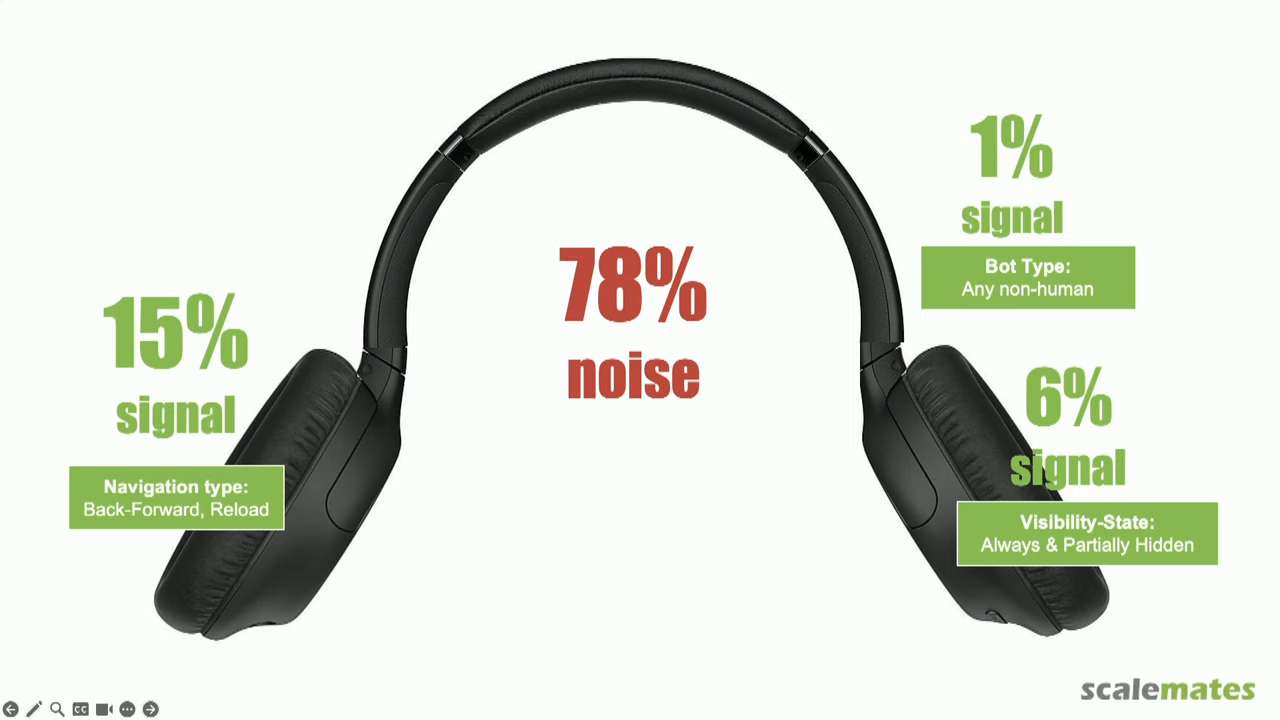 15%
signal
Navigation type:
Back-Forward, Reload
78%
noise
1%
signal
Bot Type:
Any non-human
6%
signal
Visibility-State:
Always & Partially Hidden
scalemates
CC